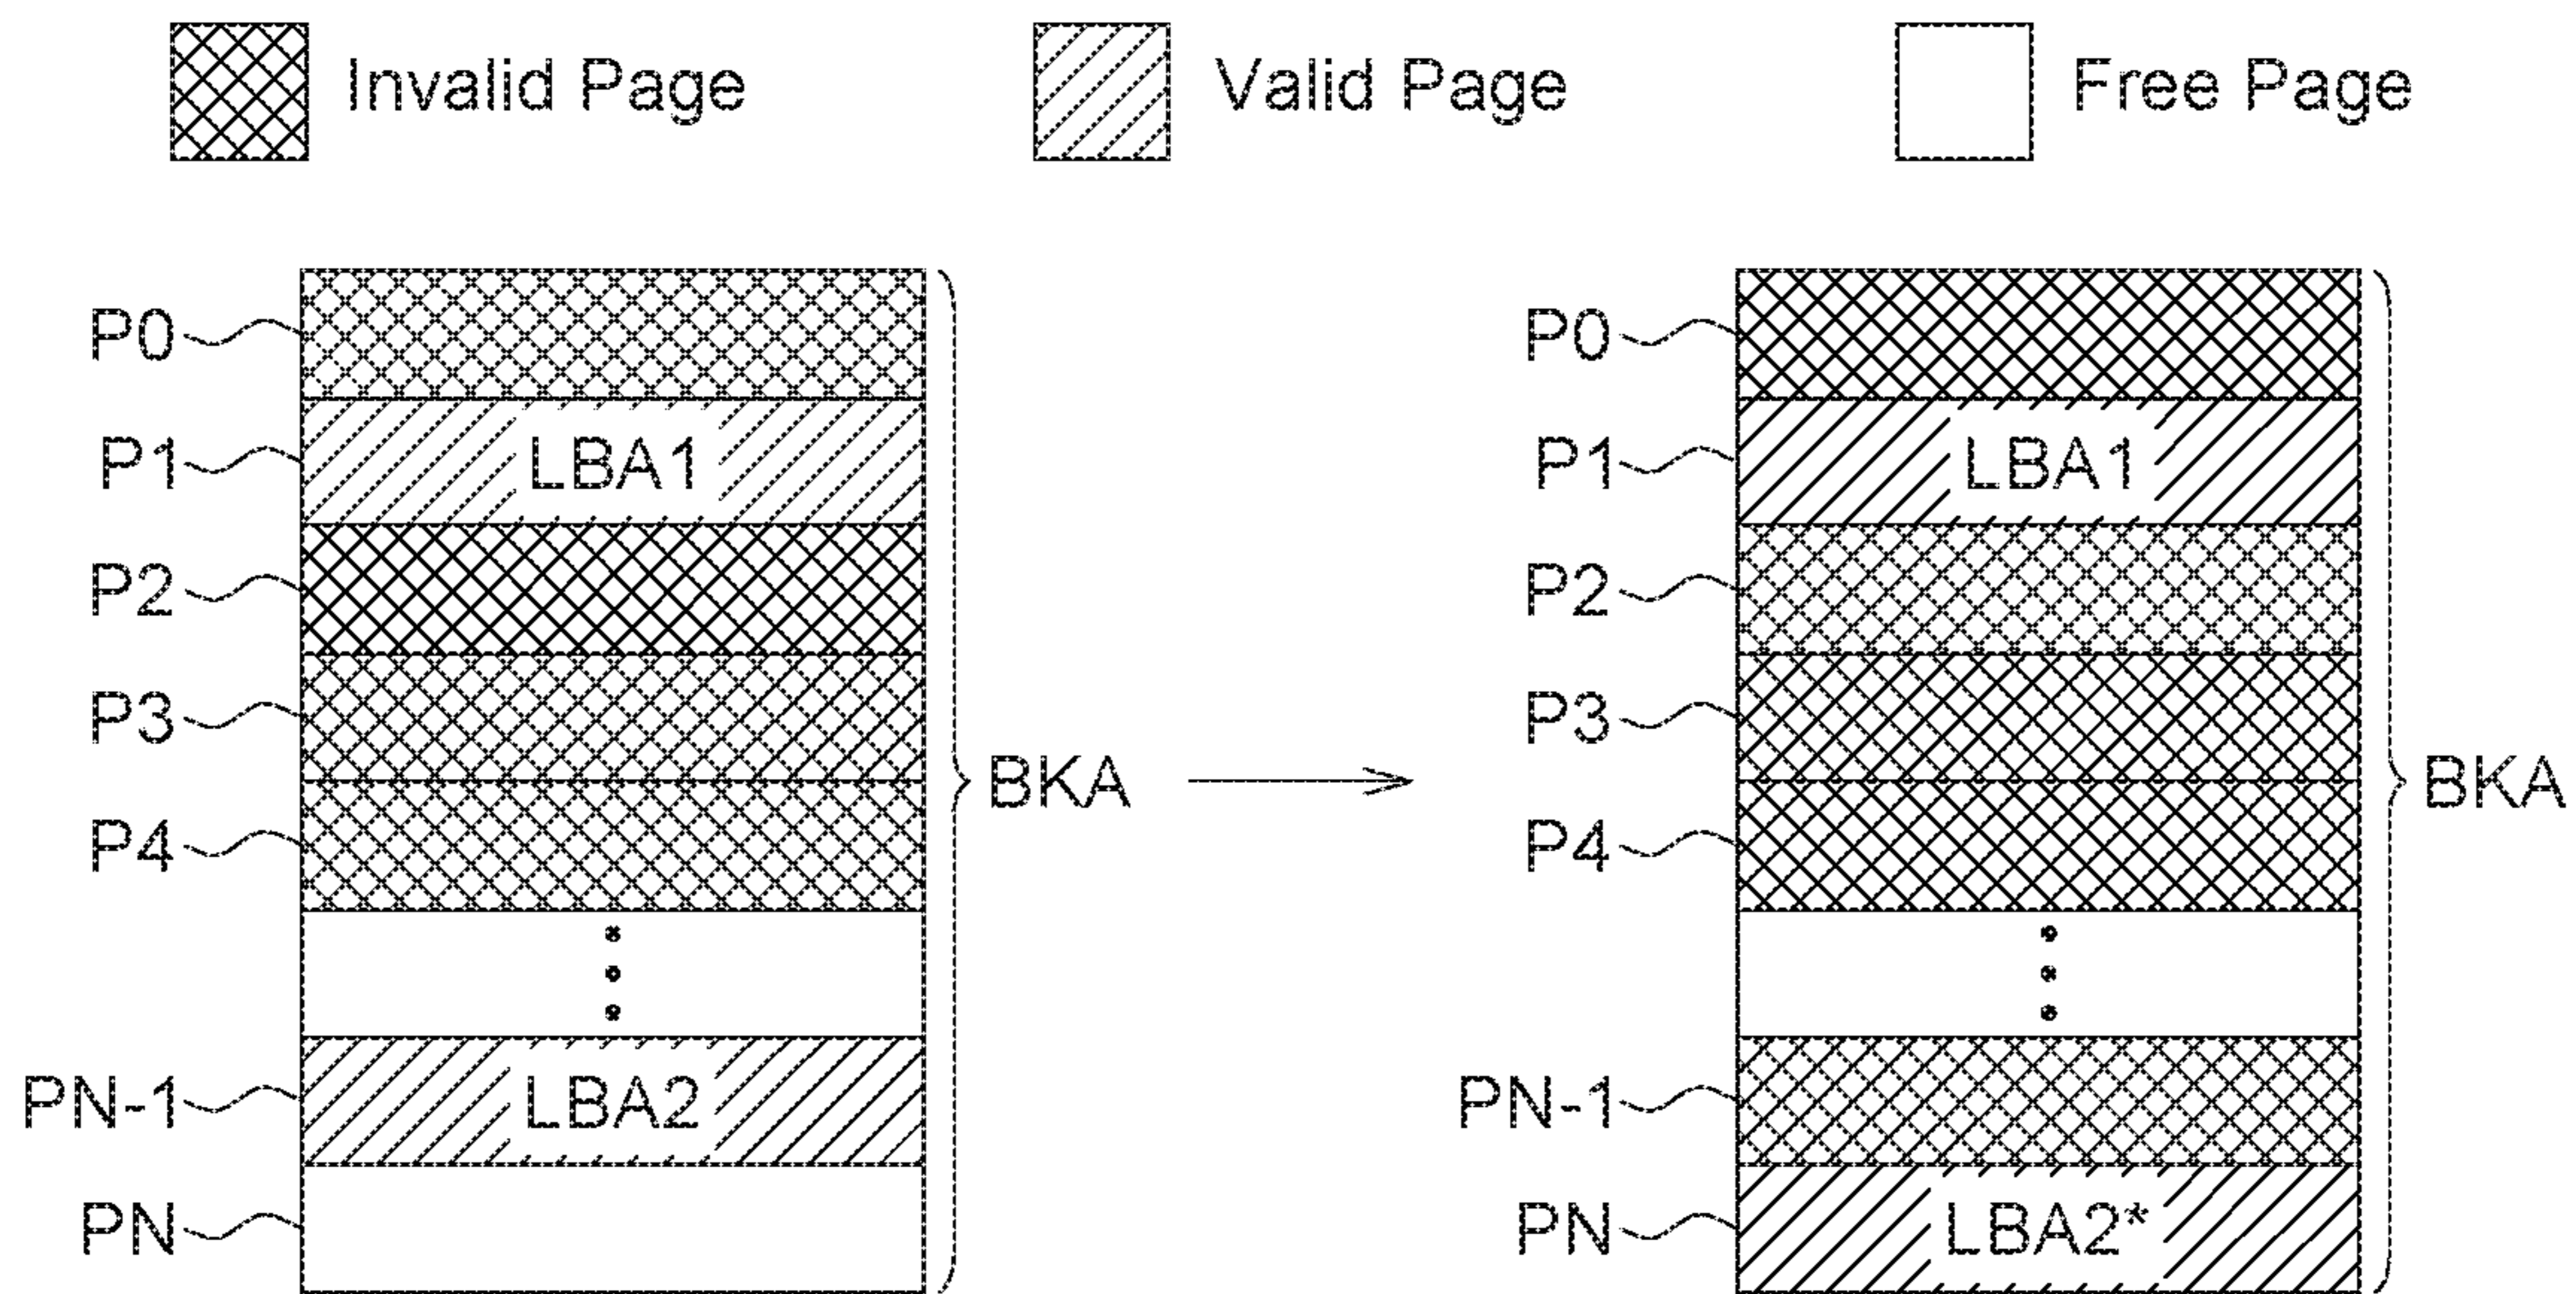 Invalid Page
Valid Page
Free Page
P0
P1
LBA1
P2
P3
P4
PN-1
LBA2
PN
BKA
P0
P1
LBA1
P2
P3
P4
PN-1
PN
LBA2*
BKA